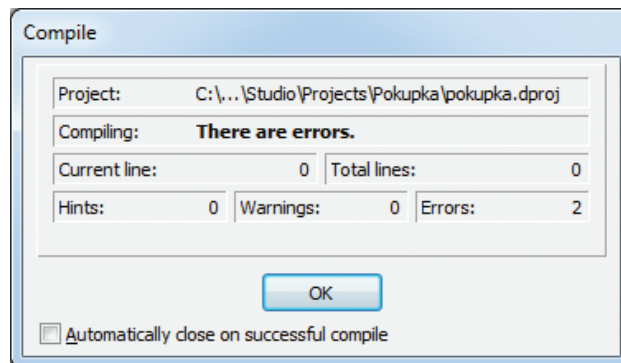 Compile
Project: C:\...\Studio\Projects\Pokupka\pokupka.dproj
Compiling: There are errors.
Current line: 0 Total lines: 0
Hints: 0 Warnings: 0 Errors: 2
OK
Automatically close on successful compile